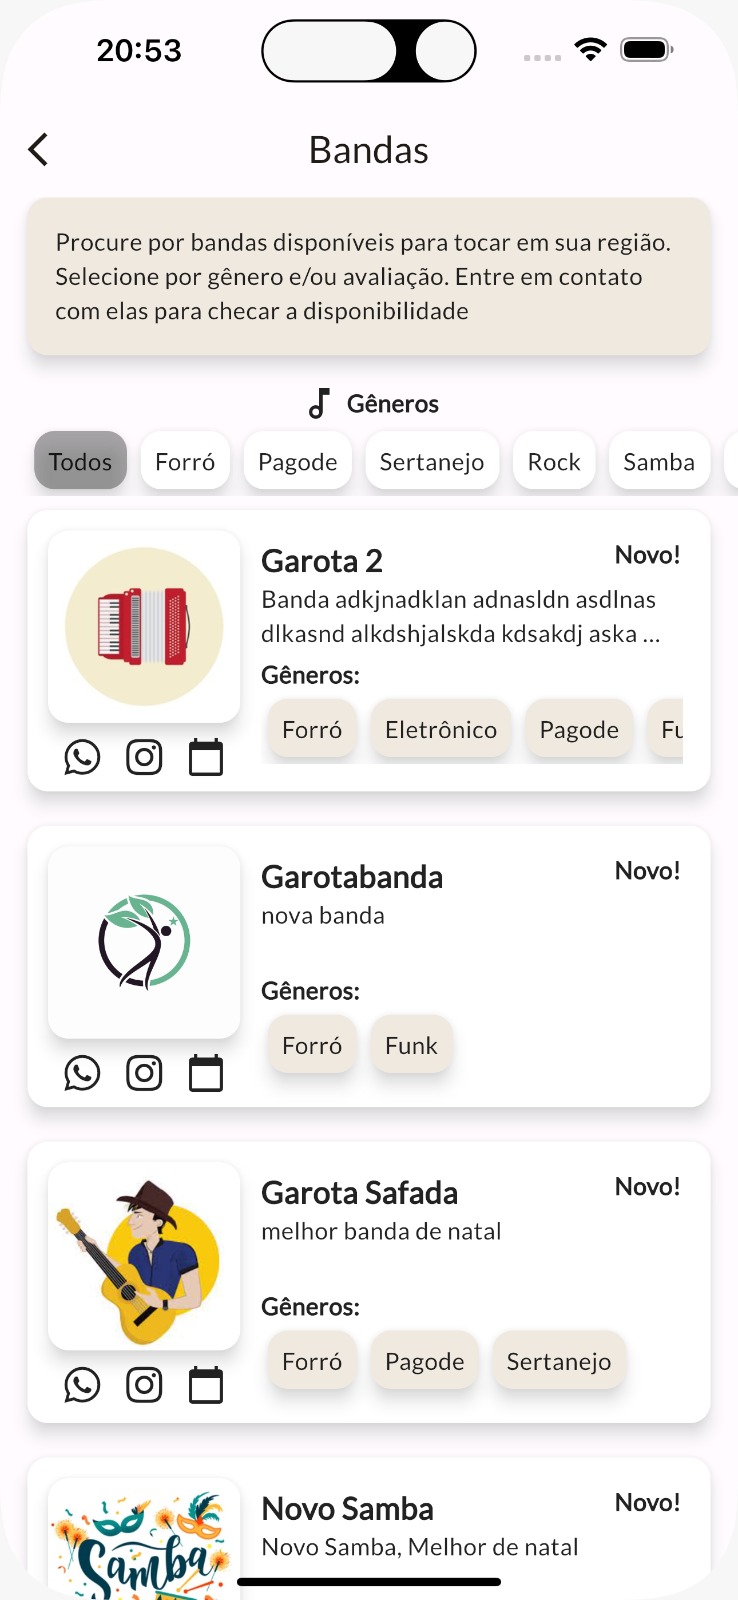 20:53
Bandas
Procure por bandas disponíveis para tocar em sua região.
Selecione por gênero e/ou avaliação. Entre em contato
com elas para checar a disponibilidade
Gêneros
Todos Forró Pagode Sertanejo Rock Samba
Garota 2 Novo!
Banda adkjnadklan adnasldn asdlnas
dlkasnd alkdshjalskda kdsakdj aska ...
Gêneros:
Forró Eletrônico Pagode Fu
Garotabanda Novo!
nova banda
Gêneros:
Forró Funk
Garota Safada Novo!
melhor banda de natal
Gêneros:
Forró Pagode Sertanejo
Novo Samba Novo!
Novo Samba, Melhor de natal
Samba